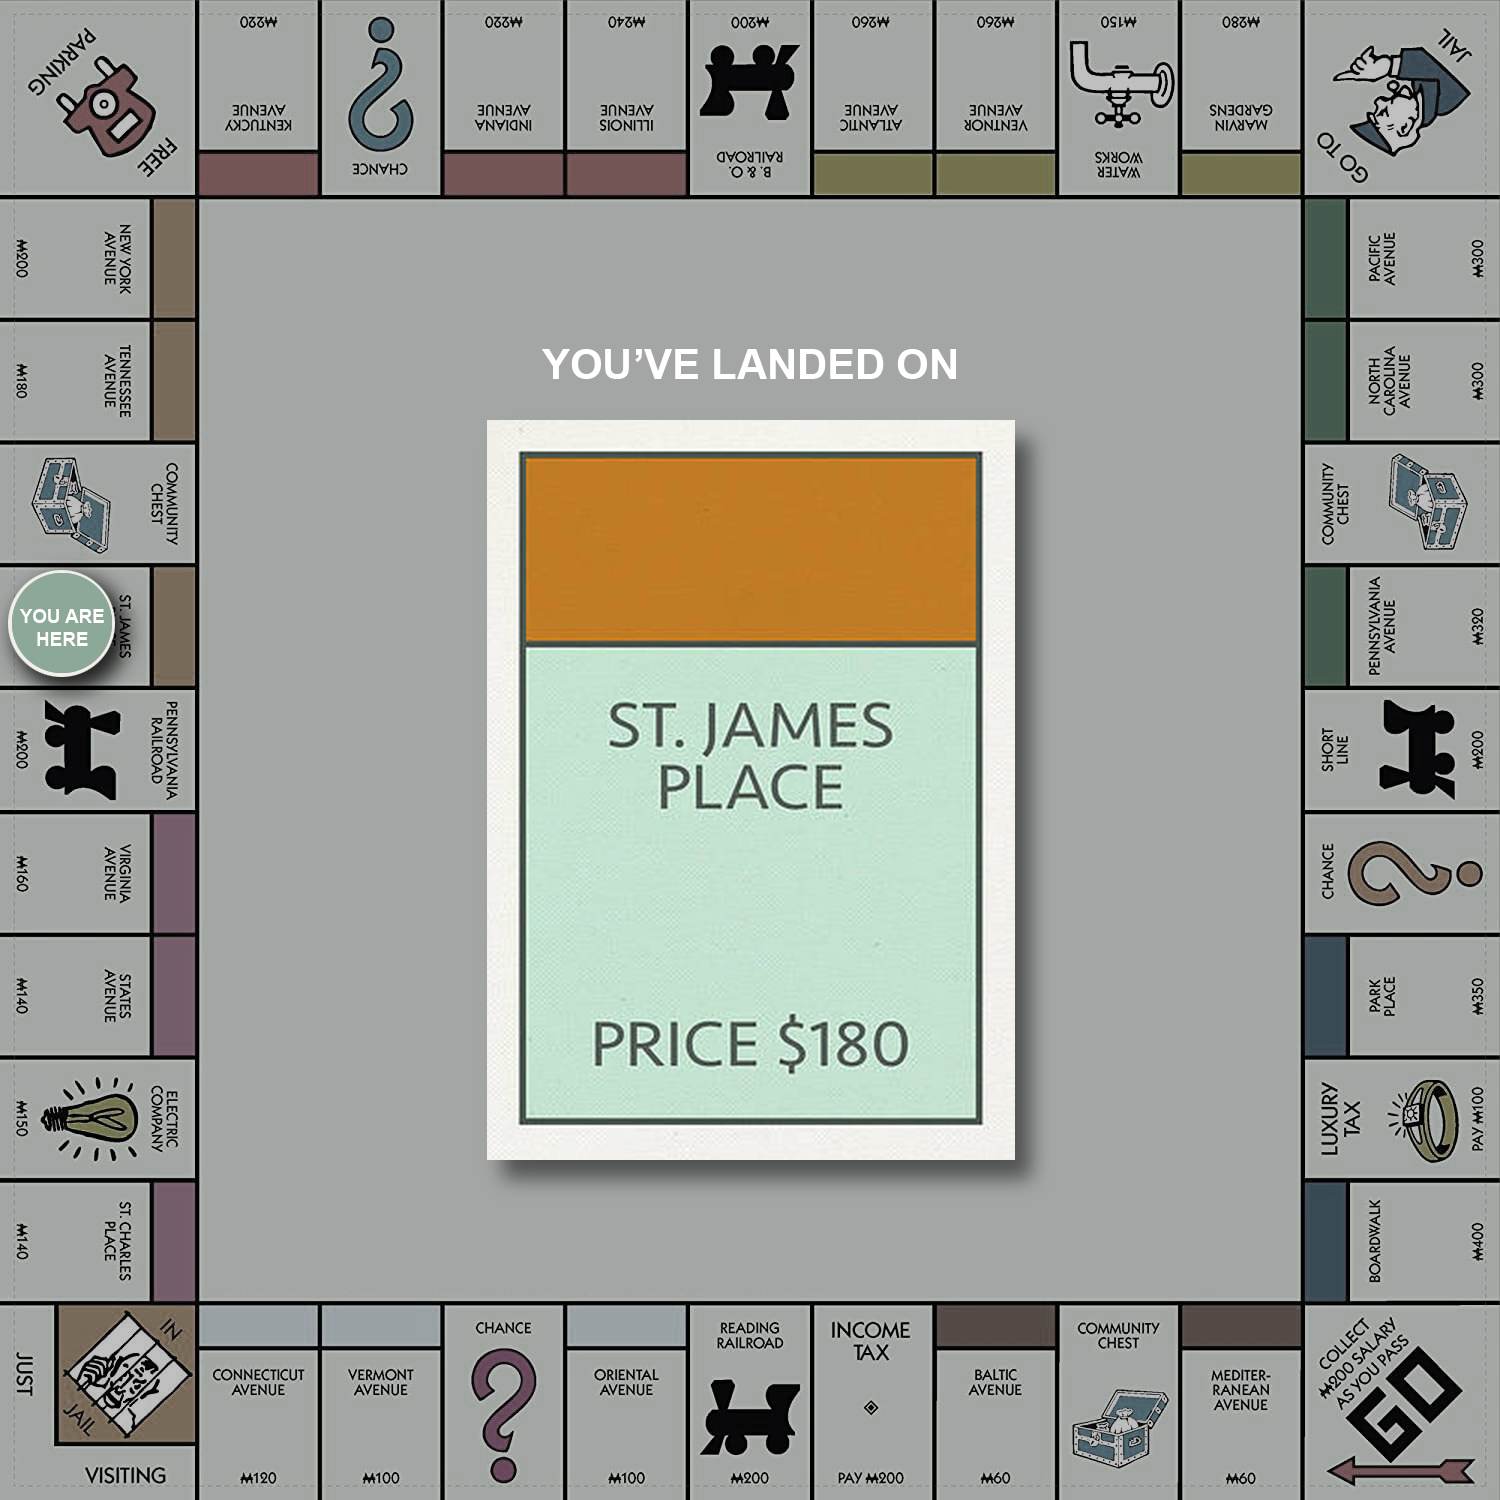 FREE
PARKING
KENTUCKY
AVENUE
₩220
CHANCE
INDIANA
AVENUE
₩220
ILLINOIS
AVENUE
₩240
B. & O.
RAILROAD
₩200
ATLANTIC
AVENUE
₩260
VENTNOR
AVENUE
₩260
WATER
WORKS
₩150
MARVIN
GARDENS
₩280
GO TO
JAIL
NEW YORK
AVENUE
₩200
TENNESSEE
AVENUE
₩180
COMMUNITY
CHEST
ST. JAMES
YOU ARE
HERE
PENNSYLVANIA
RAILROAD
₩200
VIRGINIA
AVENUE
₩160
STATES
AVENUE
₩140
ELECTRIC
COMPANY
₩150
ST. CHARLES
PLACE
₩140
YOU’VE LANDED ON
ST. JAMES
PLACE
PRICE $180
PACIFIC
AVENUE
₩300
NORTH
CAROLINA
AVENUE
₩300
COMMUNITY
CHEST
PENNSYLVANIA
AVENUE
₩320
SHORT
LINE
₩200
CHANCE
PARK
PLACE
₩350
LUXURY
TAX
PAY ₩100
BOARDWALK
₩400
IN
JAIL
JUST
VISITING
CONNECTICUT
AVENUE
₩120
VERMONT
AVENUE
₩100
CHANCE
ORIENTAL
AVENUE
₩100
READING
RAILROAD
₩200
INCOME
TAX
PAY ₩200
BALTIC
AVENUE
₩60
COMMUNITY
CHEST
MEDITER-
RANEAN
AVENUE
₩60
COLLECT
₩200 SALARY
AS YOU PASS
GO